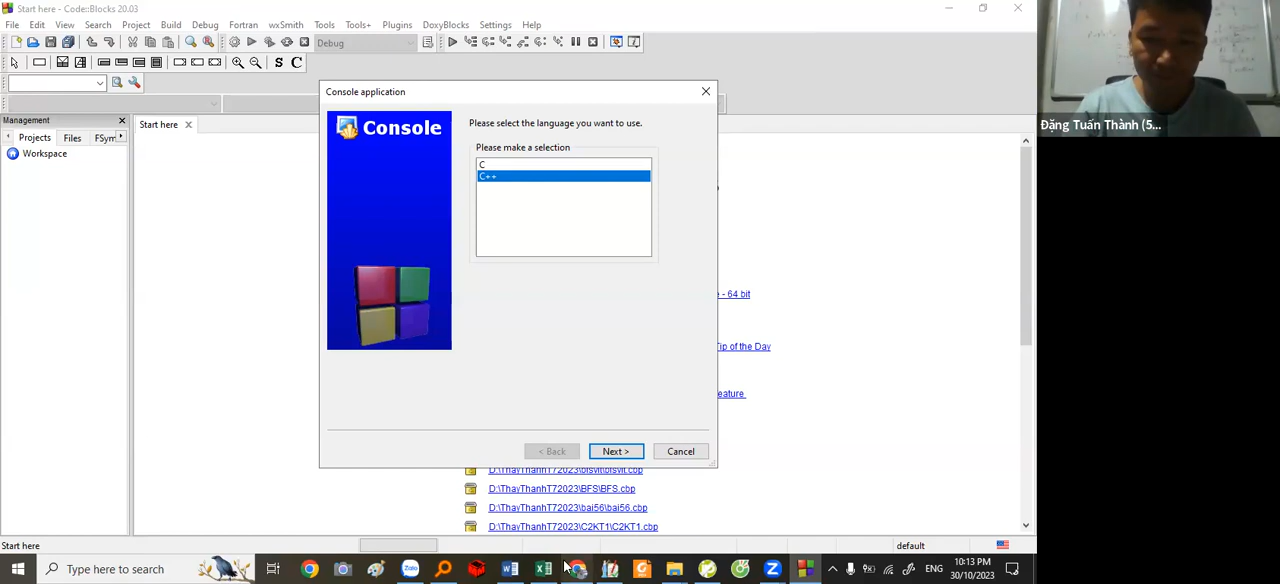 Start here - Code::Blocks 20.03
File Edit View Search Project Build Debug Fortran wxSmith Tools Tools+ Plugins DoxyBlocks Settings Help
Debug
S C
Management
Projects Files FSym
Workspace
Start here
Console application
Console
Please select the language you want to use.
Please make a selection
C
C++
e - 64 bit
Tip of the Day
eature
< Back Next > Cancel
D:\ThayThanhT72023\bisvit\bisvit.cbp
D:\ThayThanhT72023\BFS\BFS.cbp
D:\ThayThanhT72023\bai56\bai56.cbp
D:\ThayThanhT72023\C2KT1\C2KT1.cbp
Start here
default
Type here to search
Zalo
ENG
10:13 PM
30/10/2023
Đặng Tuấn Thành (5...